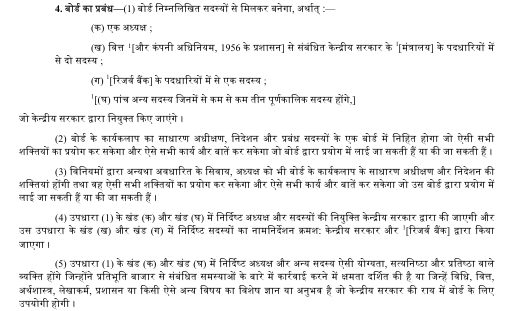 4. बोर्ड का प्रबंध—(1) बोर्ड निम्नलिखित सदस्यों से मिलकर बनेगा, अर्थात् :—
(क) एक अध्यक्ष ;
(ख) वित्त ¹[और कंपनी अधिनियम, 1956 के प्रशासन] से संबंधित केन्द्रीय सरकार के ¹[मंत्रालय] के पदधारियों में
से दो सदस्य ;
(ग) ¹[रिजर्व बैंक] के पदधारियों में से एक सदस्य ;
¹[(घ) पांच अन्य सदस्य जिनमें से कम से कम तीन पूर्णकालिक सदस्य होंगे,]
जो केन्द्रीय सरकार द्वारा नियुक्त किए जाएंगे ।
(2) बोर्ड के कार्यकलाप का साधारण अधीक्षण, निदेशन और प्रबंध सदस्यों के एक बोर्ड में निहित होगा जो ऐसी सभी
शक्तियों का प्रयोग कर सकेगा और ऐसे सभी कार्य और बातें कर सकेगा जो बोर्ड द्वारा प्रयोग में लाई जा सकती हैं या की जा सकती हैं ।
(3) विनियमों द्वारा अन्यथा अवधारित के सिवाय, अध्यक्ष को भी बोर्ड के कार्यकलाप के साधारण अधीक्षण और निदेशन की
शक्तियां होंगी तथा वह ऐसी सभी शक्तियों का प्रयोग कर सकेगा और ऐसे सभी कार्य और बातें कर सकेगा जो उस बोर्ड द्वारा प्रयोग में
लाई जा सकती हैं या की जा सकती हैं ।
(4) उपधारा (1) के खंड (क) और खंड (घ) में निर्दिष्ट अध्यक्ष और सदस्यों की नियुक्ति केन्द्रीय सरकार द्वारा की जाएगी और
उस उपधारा के खंड (ख) और खंड (ग) में निर्दिष्ट सदस्यों का नामनिर्देशन क्रमश: केन्द्रीय सरकार और ¹[रिजर्व बैंक] द्वारा किया
जाएगा ।
(5) उपधारा (1) के खंड (क) और खंड (घ) में निर्दिष्ट अध्यक्ष और अन्य सदस्य ऐसी योग्यता, सत्यनिष्ठा और प्रतिष्ठा वाले
व्यक्ति होंगे जिन्होंने प्रतिभूति बाजार से संबंधित समस्याओं के बारे में कार्रवाई करने में क्षमता दर्शित की है या जिन्हें विधि, वित्त,
अर्थशास्त्र, लेखाकर्म, प्रशासन या किसी ऐसे अन्य विषय का विशेष ज्ञान या अनुभव है जो केन्द्रीय सरकार की राय में बोर्ड के लिए
उपयोगी होगी ।